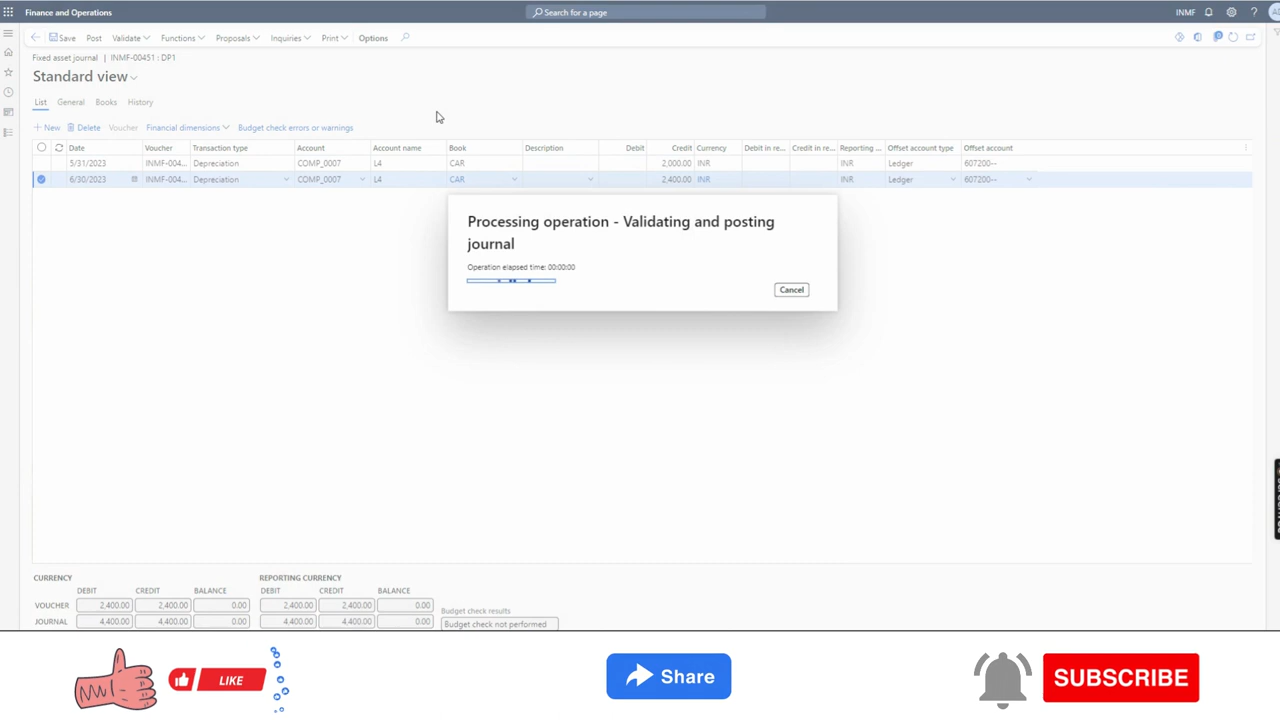 Finance and Operations
Search for a page
INMF
?
Save Post Validate Functions Proposals Inquiries Print Options
Fixed asset journal | INMF-00451 : DP1
Standard view
List General Books History
+ New Delete Voucher Financial dimensions Budget check errors or warnings
Date Voucher Transaction type Account Account name Book Description Debit Credit Currency Debit in re... Credit in re... Reporting ... Offset account type Offset account
5/31/2023 INMF-004... Depreciation COMP_0007 L4 CAR 2,000.00 INR INR Ledger 607200--
6/30/2023 INMF-004... Depreciation COMP_0007 L4 CAR 2,400.00 INR INR Ledger 607200--
Processing operation - Validating and posting
journal
Operation elapsed time: 00:00:00
Cancel
CURRENCY REPORTING CURRENCY
DEBIT CREDIT BALANCE DEBIT CREDIT BALANCE
VOUCHER 2,400.00 2,400.00 0.00 2,400.00 2,400.00 0.00
JOURNAL 4,400.00 4,400.00 0.00 4,400.00 4,400.00 0.00
Budget check results
Budget check not performed
LIKE
Share
SUBSCRIBE